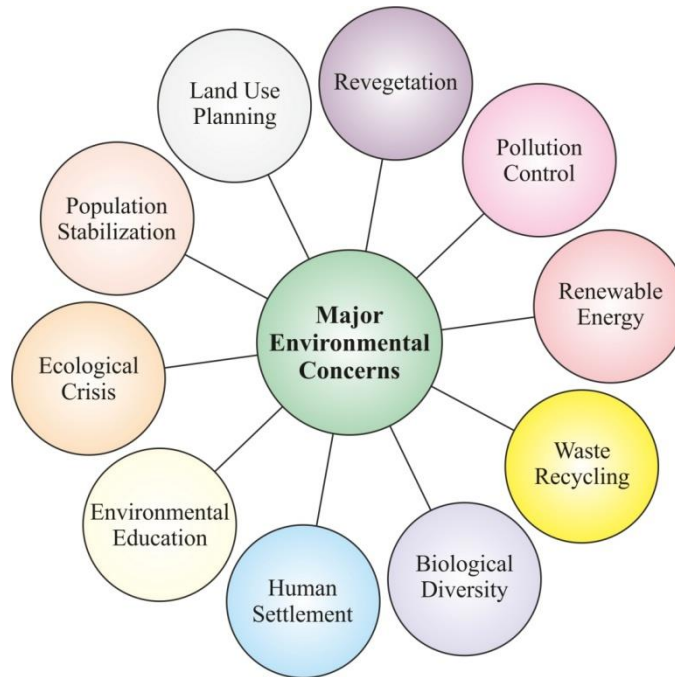 Major
Environmental
Concerns
Revegetation
Pollution
Control
Renewable
Energy
Waste
Recycling
Biological
Diversity
Human
Settlement
Environmental
Education
Ecological
Crisis
Population
Stabilization
Land Use
Planning